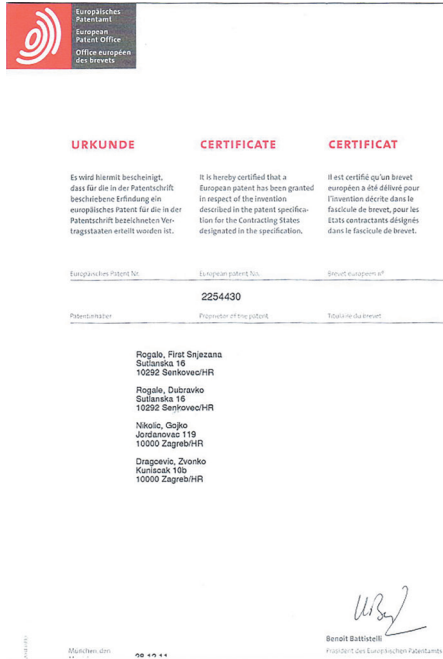 Europäisches
Patentamt
European
Patent Office
Office européen
des brevets
URKUNDE
Es wird hiermit bescheinigt,
dass für die in der Patentschrift
beschriebene Erfindung ein
europäisches Patent für die in der
Patentschrift bezeichneten Ver-
tragsstaaten erteilt worden ist.
CERTIFICATE
It is hereby certified that a
European patent has been granted
in respect of the invention
described in the patent specifica-
tion for the Contracting States
designated in the specification.
CERTIFICAT
Il est certifié qu'un brevet
européen a été délivré pour
l'invention décrite dans le
fascicule de brevet, pour les
Etats contractants désignés
dans le fascicule de brevet.
Europäisches Patent Nr.
European patent No.
Brevet européen n°
2254430
Patentinhaber
Proprietor of the patent
Titulaire du brevet
Rogale, First Snjezana
Sutlanska 16
10292 Senkovec/HR
Rogale, Dubravko
Sutlanska 16
10292 Senkovec/HR
Nikolic, Gojko
Jordanovac 119
10000 Zagreb/HR
Dragcevic, Zvonko
Kuniscak 10b
10000 Zagreb/HR
Benoît Battistelli
Präsident des Europäischen Patentamts
München, den
28.12.11